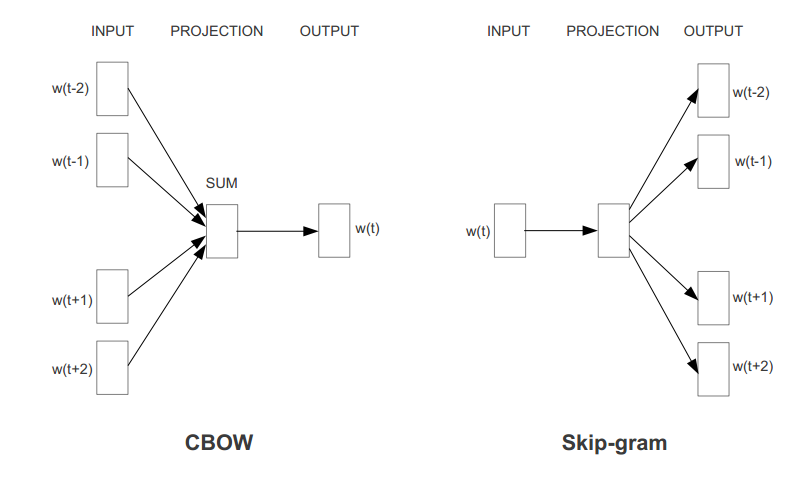 INPUT PROJECTION OUTPUT
w(t-2)
w(t-1)
SUM
w(t)
w(t+1)
w(t+2)
CBOW
INPUT PROJECTION OUTPUT
w(t-2)
w(t-1)
w(t)
w(t+1)
w(t+2)
Skip-gram